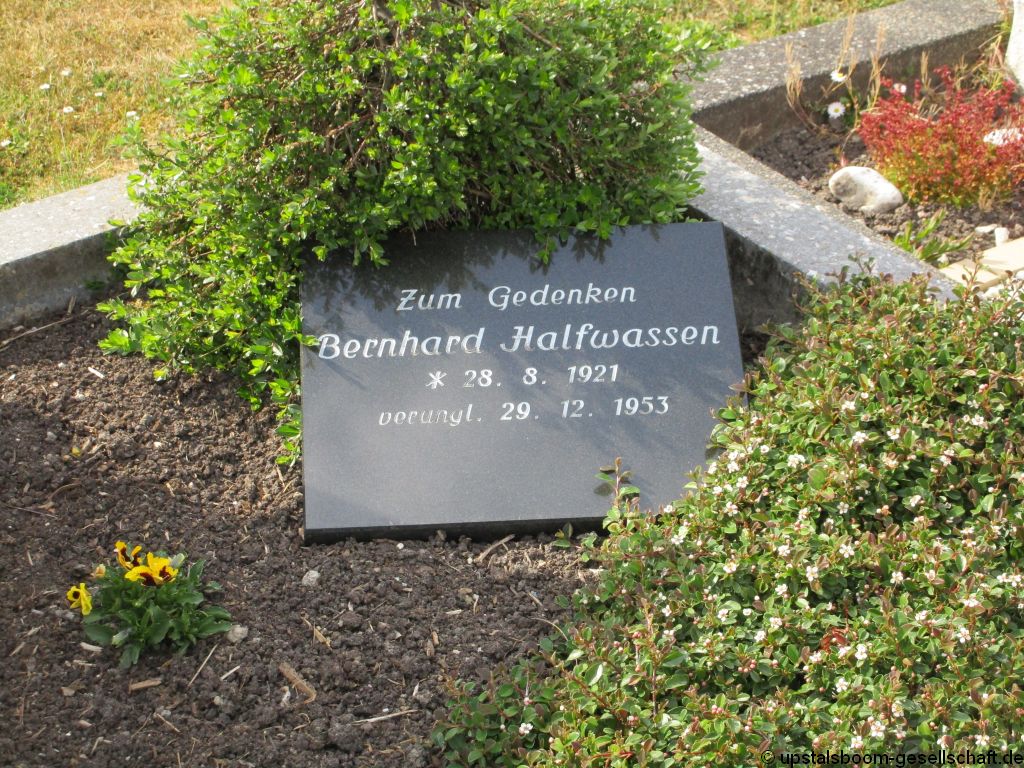 Zum Gedenken
Bernhard Halfwassen
* 28. 8. 1921
verungl. 29. 12. 1953
© upstalsboom-gesellschaft.de